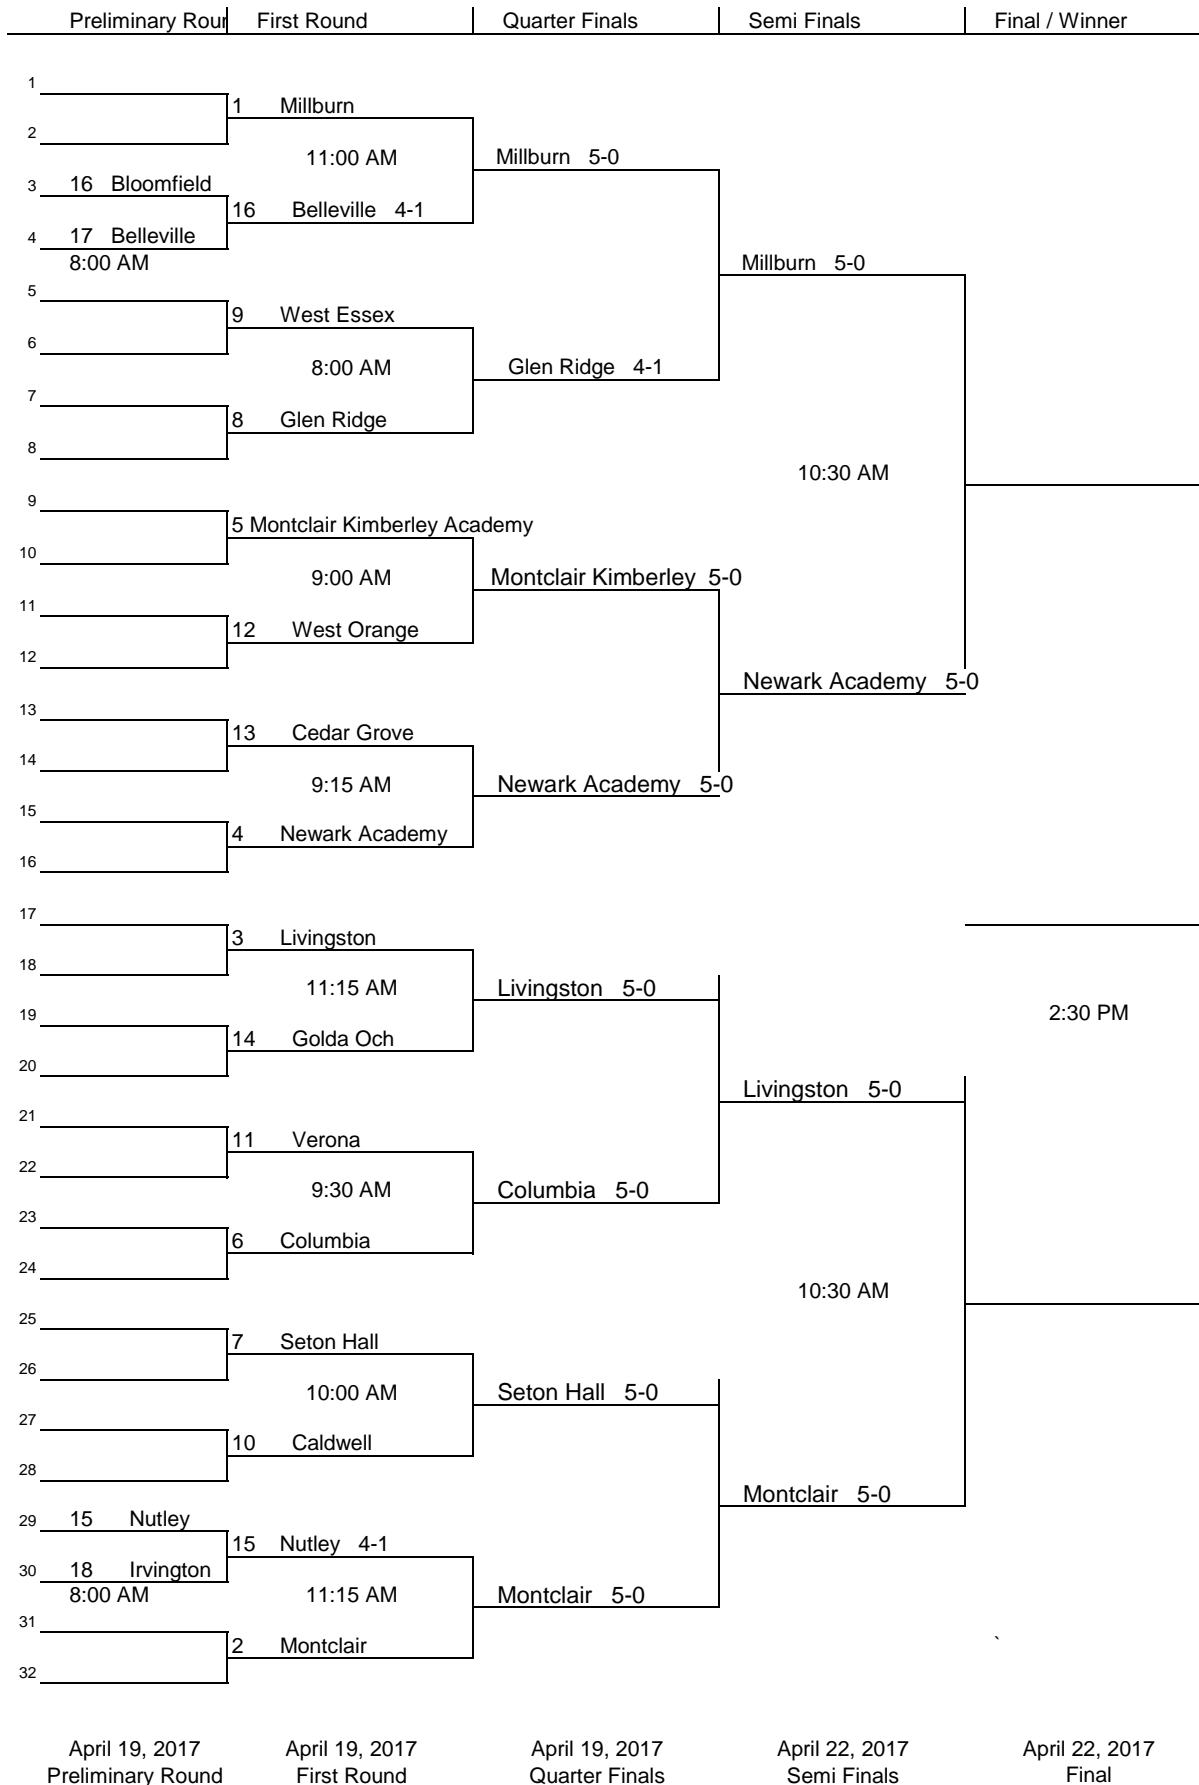 Preliminary Rour First Round Quarter Finals Semi Finals Final / Winner
1
1 Millburn
2
11:00 AM Millburn 5-0
3 16 Bloomfield
16 Belleville 4-1
4 17 Belleville
8:00 AM Millburn 5-0
5
9 West Essex
6
8:00 AM Glen Ridge 4-1
7
8 Glen Ridge
8
10:30 AM
9
5 Montclair Kimberley Academy
10
9:00 AM Montclair Kimberley 5-0
11
12 West Orange
12
Newark Academy 5-0
13
13 Cedar Grove
14
9:15 AM Newark Academy 5-0
15
4 Newark Academy
16
17
3 Livingston
18
11:15 AM Livingston 5-0
19 2:30 PM
14 Golda Och
20
Livingston 5-0
21
11 Verona
22
9:30 AM Columbia 5-0
23
6 Columbia
24
10:30 AM
25
7 Seton Hall
26
10:00 AM Seton Hall 5-0
27
10 Caldwell
28
Montclair 5-0
29 15 Nutley
15 Nutley 4-1
30 18 Irvington
8:00 AM 11:15 AM Montclair 5-0
31
2 Montclair `
32
April 19, 2017 April 19, 2017 April 19, 2017 April 22, 2017 April 22, 2017
Preliminary Round First Round Quarter Finals Semi Finals Final